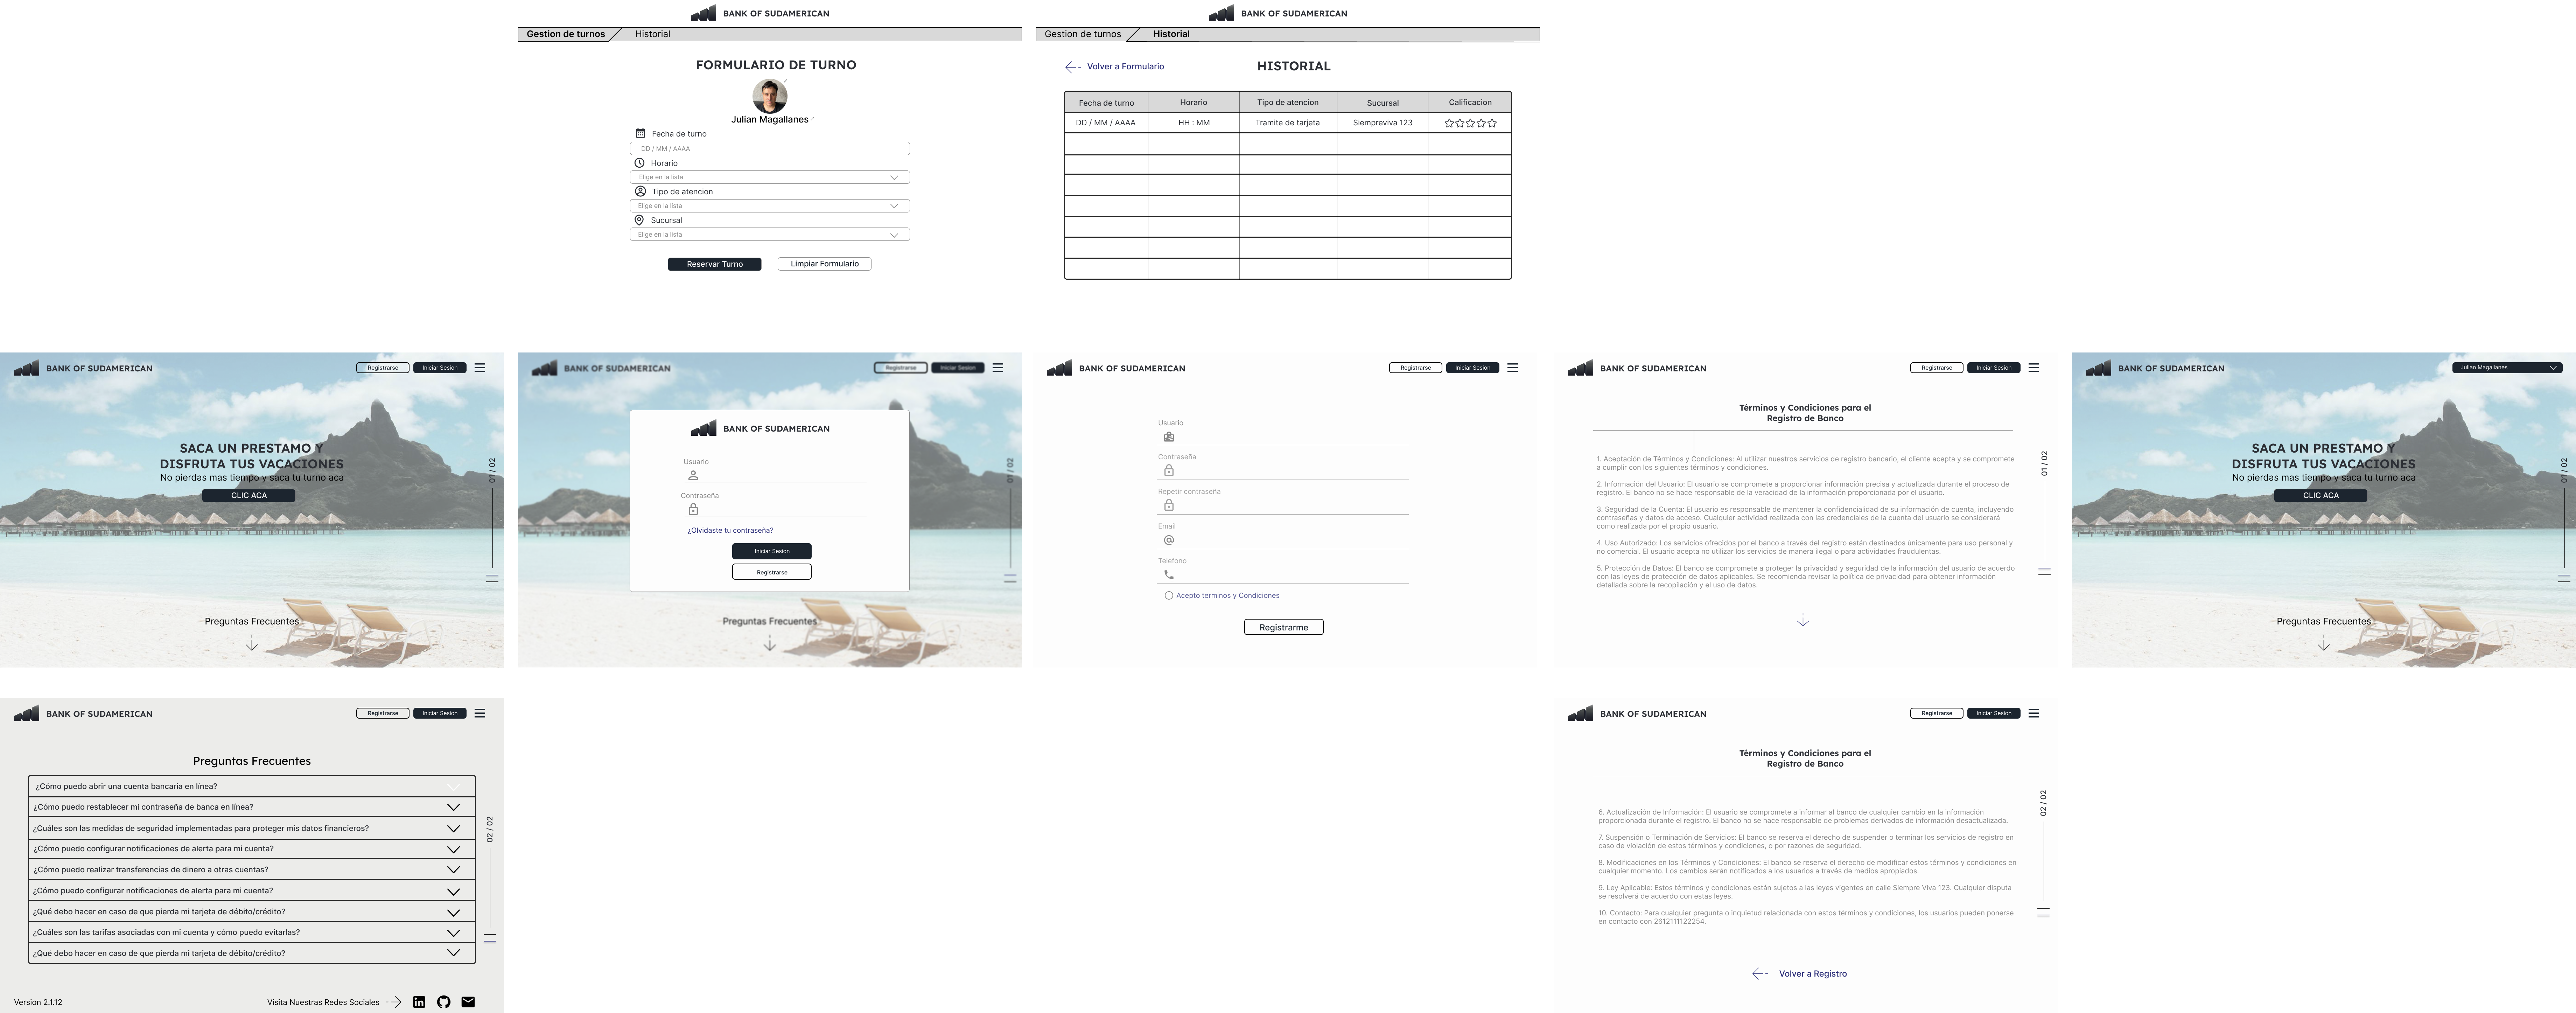 BANK OF SUDAMERICAN
Gestion de turnos
Historial
FORMULARIO DE TURNO
Julian Magallanes
Fecha de turno
DD / MM / AAAA
Horario
Elige en la lista
Tipo de atencion
Elige en la lista
Sucursal
Elige en la lista
Reservar Turno
Limpiar Formulario
BANK OF SUDAMERICAN
Gestion de turnos
Historial
Volver a Formulario
HISTORIAL
Fecha de turno
Horario
Tipo de atencion
Sucursal
Calificacion
DD / MM / AAAA
HH : MM
Tramite de tarjeta
Siempreviva 123
BANK OF SUDAMERICAN
Registrarse
Iniciar Sesion
SACA UN PRESTAMO Y
DISFRUTA TUS VACACIONES
No pierdas mas tiempo y saca tu turno aca
CLIC ACA
01 / 02
Preguntas Frecuentes
BANK OF SUDAMERICAN
Registrarse
Iniciar Sesion
BANK OF SUDAMERICAN
Usuario
Contraseña
¿Olvidaste tu contraseña?
Iniciar Sesion
Registrarse
01 / 02
Preguntas Frecuentes
BANK OF SUDAMERICAN
Registrarse
Iniciar Sesion
Usuario
Contraseña
Repetir contraseña
Email
Telefono
Acepto terminos y Condiciones
Registrarme
BANK OF SUDAMERICAN
Registrarse
Iniciar Sesion
Términos y Condiciones para el
Registro de Banco
1. Aceptación de Términos y Condiciones: Al utilizar nuestros servicios de registro bancario, el cliente acepta y se compromete
a cumplir con los siguientes términos y condiciones.
2. Información del Usuario: El usuario se compromete a proporcionar información precisa y actualizada durante el proceso de
registro. El banco no se hace responsable de la veracidad de la información proporcionada por el usuario.
3. Seguridad de la Cuenta: El usuario es responsable de mantener la confidencialidad de su información de cuenta, incluyendo
contraseñas y datos de acceso. Cualquier actividad realizada con las credenciales de la cuenta del usuario se considerará
como realizada por el propio usuario.
4. Uso Autorizado: Los servicios ofrecidos por el banco a través del registro están destinados únicamente para uso personal y
no comercial. El usuario acepta no utilizar los servicios de manera ilegal o para actividades fraudulentas.
5. Protección de Datos: El banco se compromete a proteger la privacidad y seguridad de la información del usuario de acuerdo
con las leyes de protección de datos aplicables. Se recomienda revisar la política de privacidad para obtener información
detallada sobre la recopilación y el uso de datos.
01 / 02
BANK OF SUDAMERICAN
Julian Magallanes
SACA UN PRESTAMO Y
DISFRUTA TUS VACACIONES
No pierdas mas tiempo y saca tu turno aca
CLIC ACA
01 / 02
Preguntas Frecuentes
BANK OF SUDAMERICAN
Registrarse
Iniciar Sesion
Preguntas Frecuentes
¿Cómo puedo abrir una cuenta bancaria en línea?
¿Cómo puedo restablecer mi contraseña de banca en línea?
¿Cuáles son las medidas de seguridad implementadas para proteger mis datos financieros?
¿Cómo puedo configurar notificaciones de alerta para mi cuenta?
¿Cómo puedo realizar transferencias de dinero a otras cuentas?
¿Cómo puedo configurar notificaciones de alerta para mi cuenta?
¿Qué debo hacer en caso de que pierda mi tarjeta de débito/crédito?
¿Cuáles son las tarifas asociadas con mi cuenta y cómo puedo evitarlas?
¿Qué debo hacer en caso de que pierda mi tarjeta de débito/crédito?
02 / 02
Version 2.1.12
Visita Nuestras Redes Sociales
BANK OF SUDAMERICAN
Registrarse
Iniciar Sesion
Términos y Condiciones para el
Registro de Banco
6. Actualización de Información: El usuario se compromete a informar al banco de cualquier cambio en la información
proporcionada durante el registro. El banco no se hace responsable de problemas derivados de información desactualizada.
7. Suspensión o Terminación de Servicios: El banco se reserva el derecho de suspender o terminar los servicios de registro en
caso de violación de estos términos y condiciones, o por razones de seguridad.
8. Modificaciones en los Términos y Condiciones: El banco se reserva el derecho de modificar estos términos y condiciones en
cualquier momento. Los cambios serán notificados a los usuarios a través de medios apropiados.
9. Ley Aplicable: Estos términos y condiciones están sujetos a las leyes vigentes en calle Siempre Viva 123. Cualquier disputa
se resolverá de acuerdo con estas leyes.
10. Contacto: Para cualquier pregunta o inquietud relacionada con estos términos y condiciones, los usuarios pueden ponerse
en contacto con 2612111122254.
02 / 02
Volver a Registro